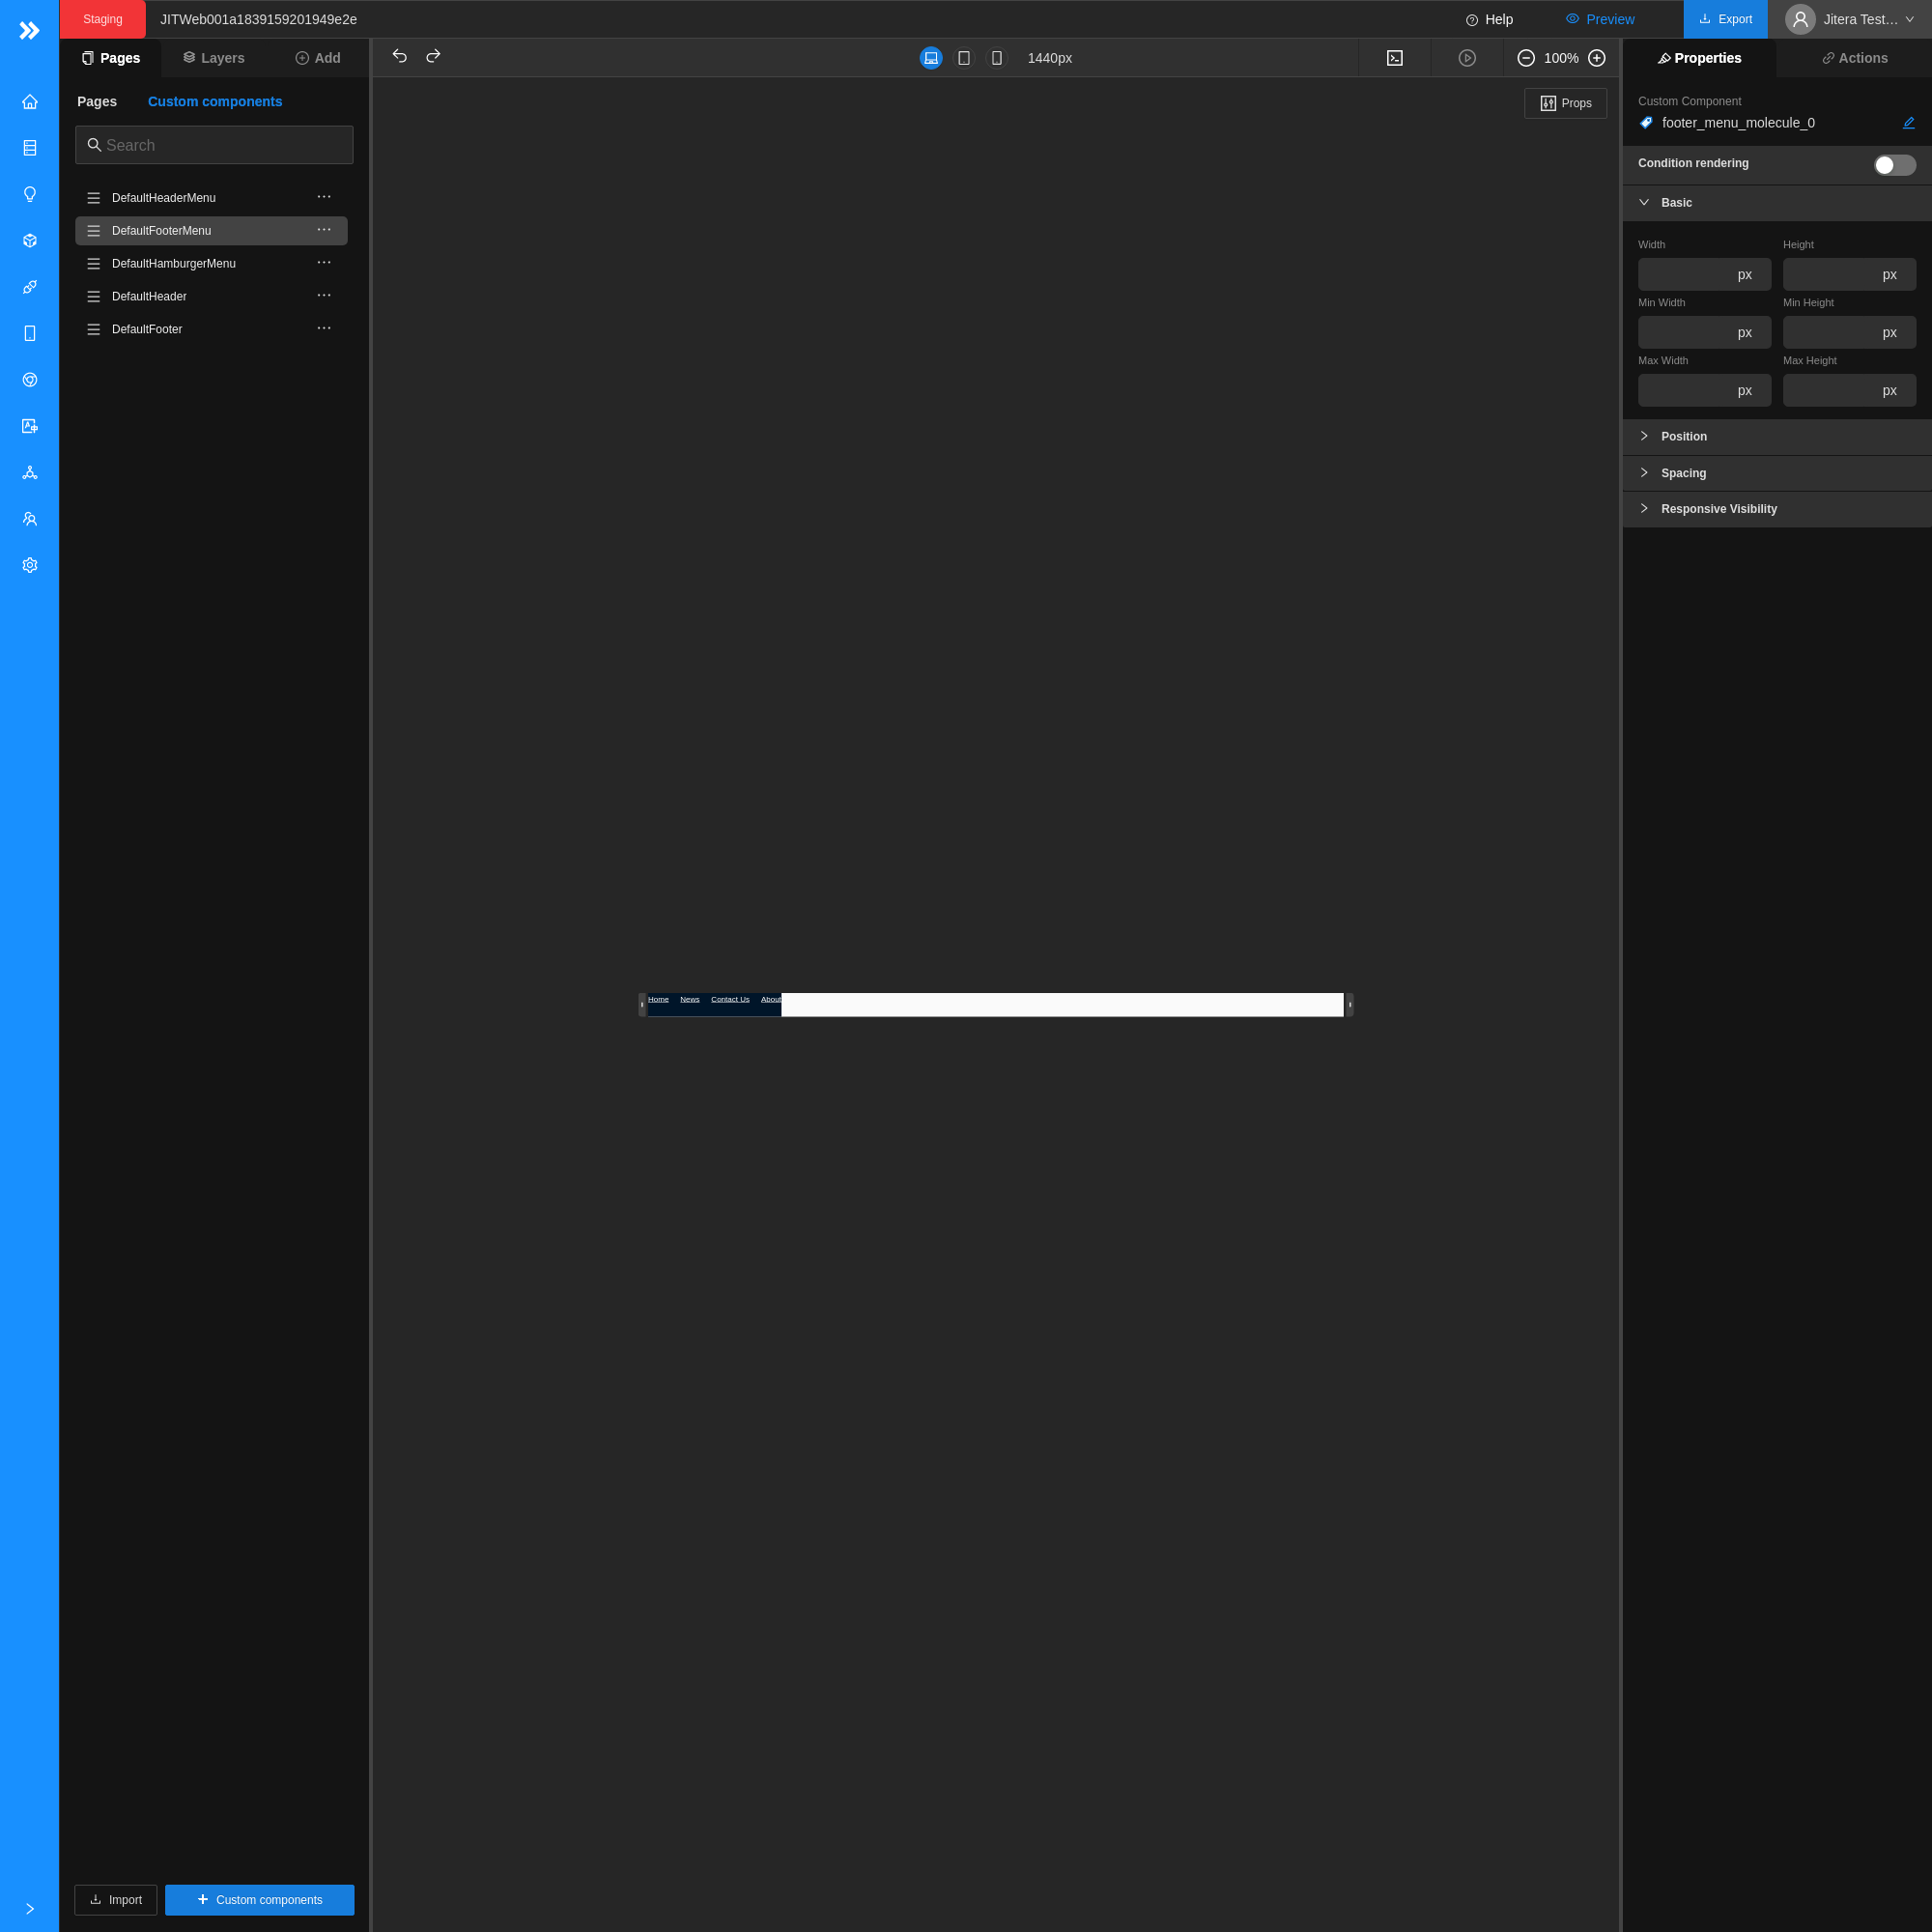 Staging
JITWeb001a1839159201949e2e
Help
Preview
Export
Jitera Test...
Pages
Layers
Add
1440px
100%
Properties
Actions
Pages
Custom components
Search
DefaultHeaderMenu
DefaultFooterMenu
DefaultHamburgerMenu
DefaultHeader
DefaultFooter
Props
Custom Component
footer_menu_molecule_0
Condition rendering
Basic
Width
Height
px
px
Min Width
Min Height
px
px
Max Width
Max Height
px
px
Position
Spacing
Responsive Visibility
Home News Contact Us About
Import
Custom components